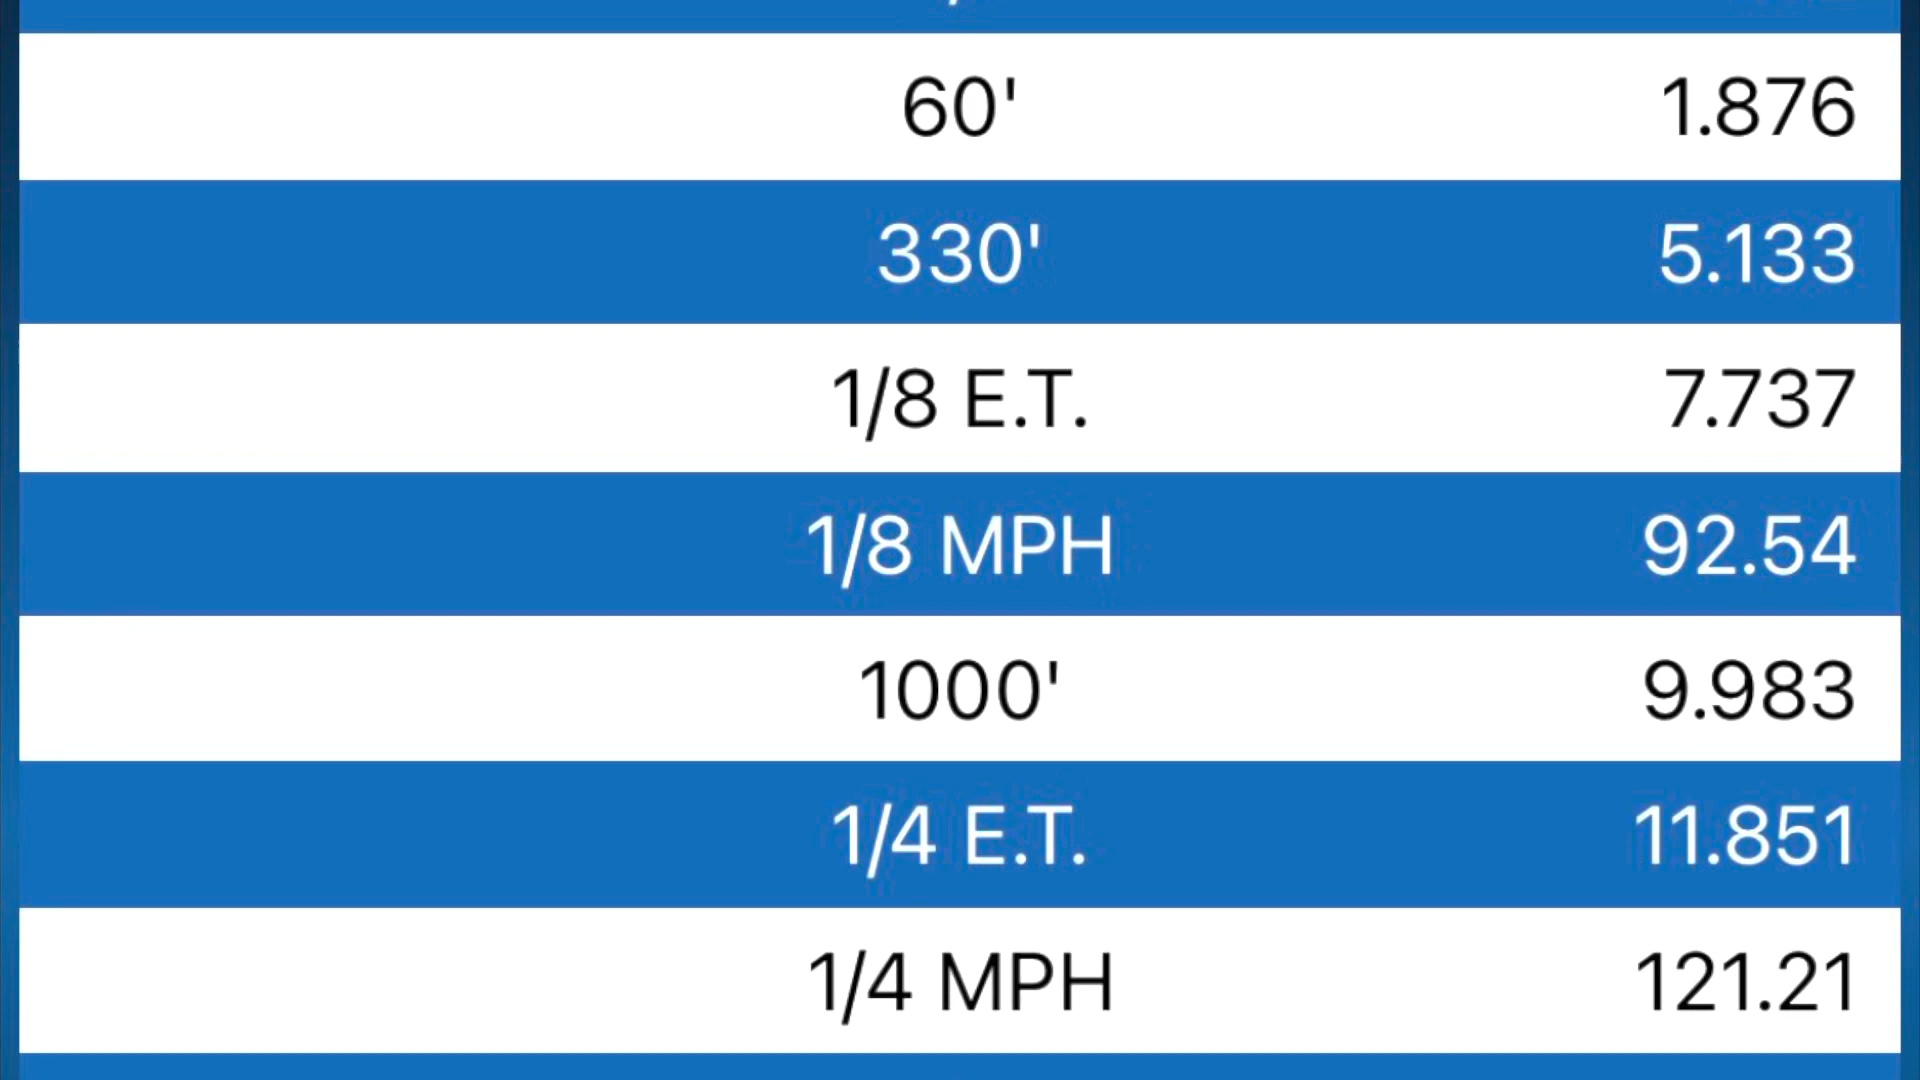 60' 1.876
330' 5.133
1/8 E.T. 7.737
1/8 MPH 92.54
1000' 9.983
1/4 E.T. 11.851
1/4 MPH 121.21